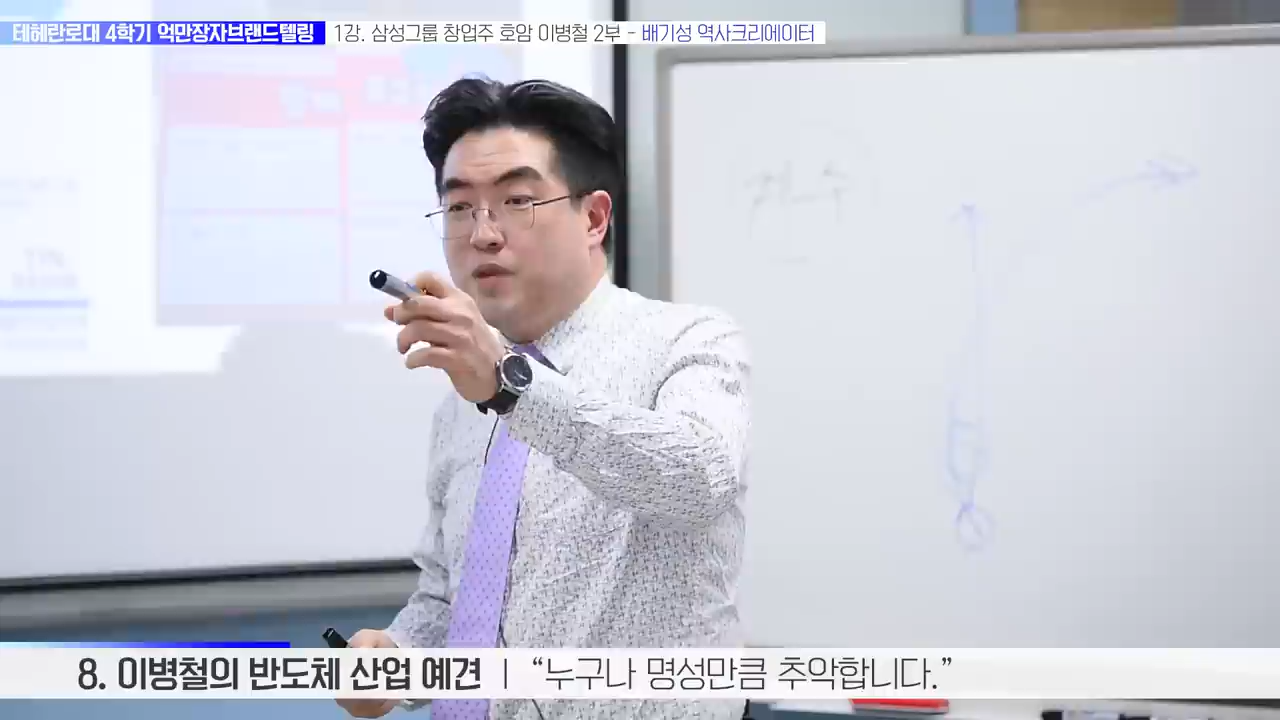 테헤란로대 4학기 억만장자브랜드텔링 1강. 삼성그룹 창업주 호암 이병철 2부 - 배기성 역사크리에이터
8. 이병철의 반도체 산업 예견 | “누구나 명성만큼 추악합니다.”